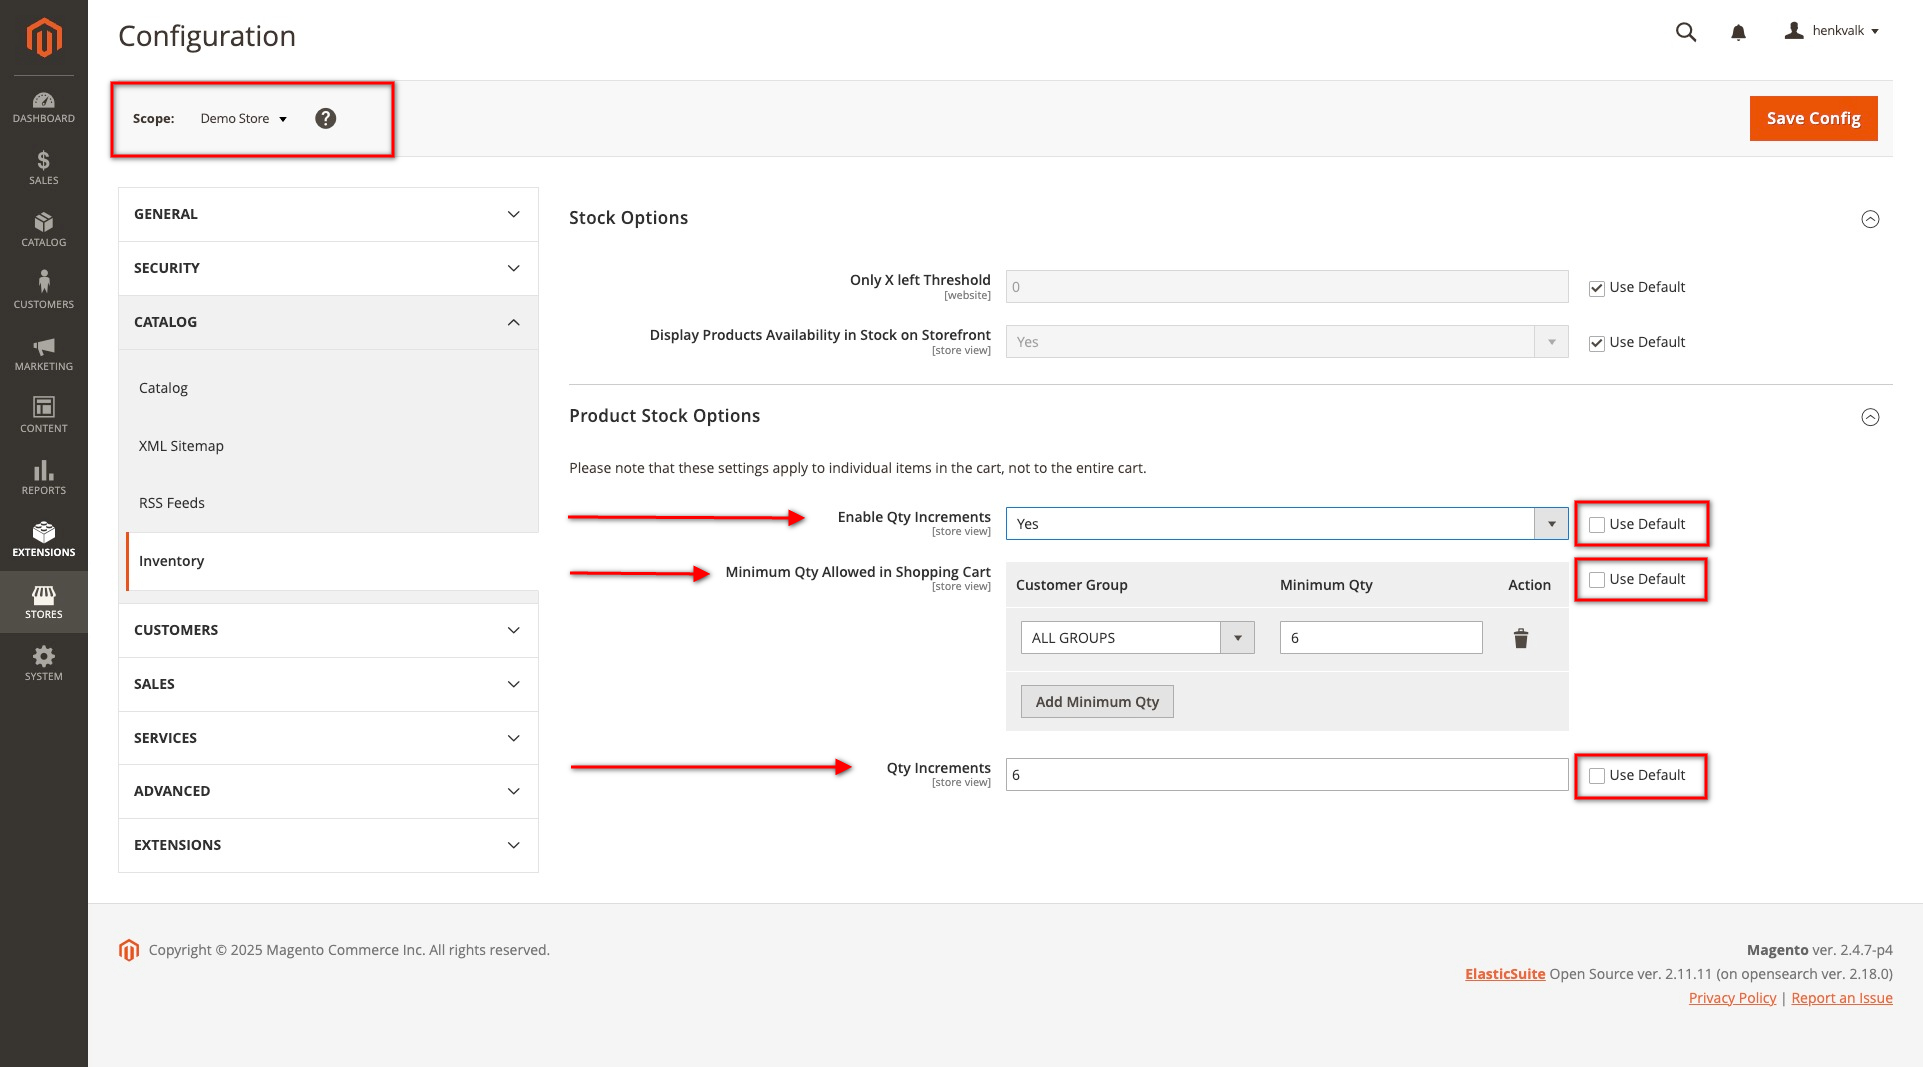 Configuration
henkvalk
Scope: Demo Store ?
Save Config
DASHBOARD
SALES
CATALOG
CUSTOMERS
MARKETING
CONTENT
REPORTS
EXTENSIONS
STORES
SYSTEM
GENERAL
SECURITY
CATALOG
Catalog
XML Sitemap
RSS Feeds
Inventory
CUSTOMERS
SALES
SERVICES
ADVANCED
EXTENSIONS
Stock Options
Only X left Threshold
[website]
0
Use Default
Display Products Availability in Stock on Storefront
[store view]
Yes
Use Default
Product Stock Options
Please note that these settings apply to individual items in the cart, not to the entire cart.
Enable Qty Increments
[store view]
Yes
Use Default
Minimum Qty Allowed in Shopping Cart
[store view]
Customer Group Minimum Qty Action
Use Default
ALL GROUPS 6
Add Minimum Qty
Qty Increments
[store view]
6
Use Default
Copyright © 2025 Magento Commerce Inc. All rights reserved.
Magento ver. 2.4.7-p4
ElasticSuite Open Source ver. 2.11.11 (on opensearch ver. 2.18.0)
Privacy Policy | Report an Issue